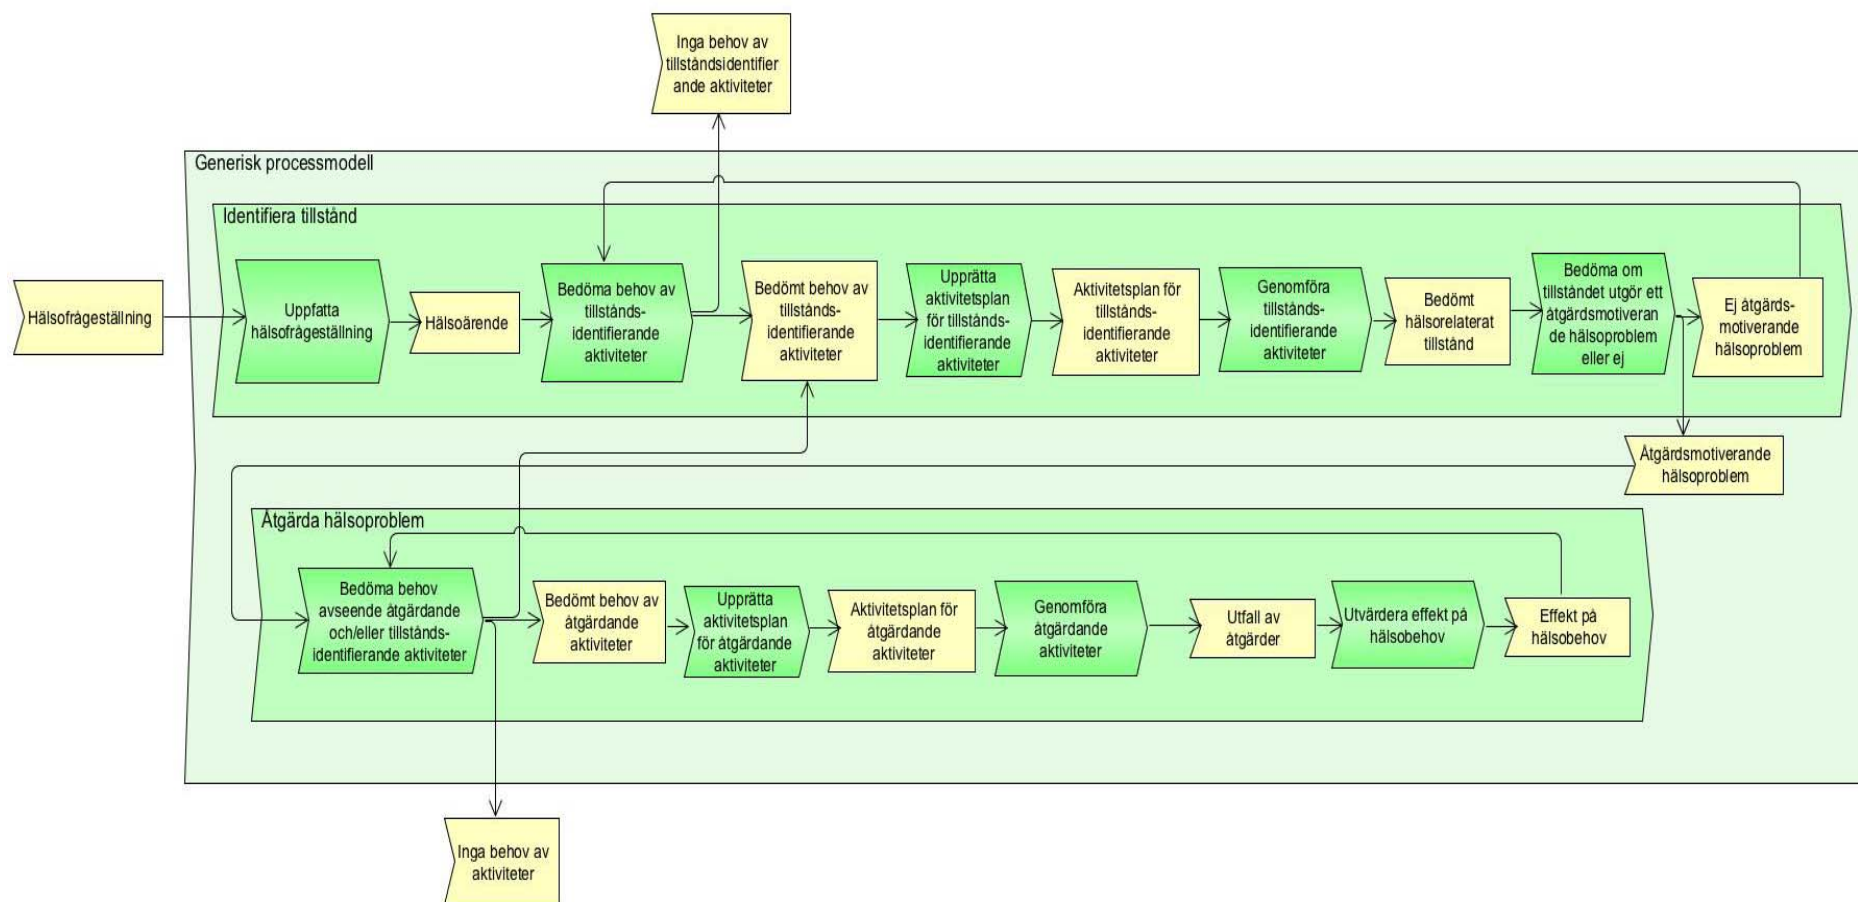 Inga behov av
tillståndsidentifier
ande aktiviteter
Generisk processmodell
Identifiera tillstånd
Hälsofrågeställning
Uppfatta
hälsofrågeställning
Hälsoärende
Bedöma behov av
tillstånds-
identifierande
aktiviteter
Bedömt behov av
tillstånds-
identifierande
aktiviteter
Upprätta
aktivitetsplan
för tillstånds-
identifierande
aktiviteter
Aktivitetsplan för
tillstånds-
identifierande
aktiviteter
Genomföra
tillstånds-
identifierande
aktiviteter
Bedömt
hälsorelaterat
tillstånd
Bedöma om
tillståndet utgör ett
åtgärdsmotiveran
de hälsoproblem
eller ej
Ej åtgärds-
motiverande
hälsoproblem
Åtgärdsmotiverande
hälsoproblem
Åtgärda hälsoproblem
Bedöma behov
avseende åtgärdande
och/eller tillstånds-
identifierande aktiviteter
Bedömt behov av
åtgärdande
aktiviteter
Upprätta
aktivitetsplan
för åtgärdande
aktiviteter
Aktivitetsplan för
åtgärdande
aktiviteter
Genomföra
åtgärdande
aktiviteter
Utfall av
åtgärder
Utvärdera effekt på
hälsobehov
Effekt på
hälsobehov
Inga behov av
aktiviteter